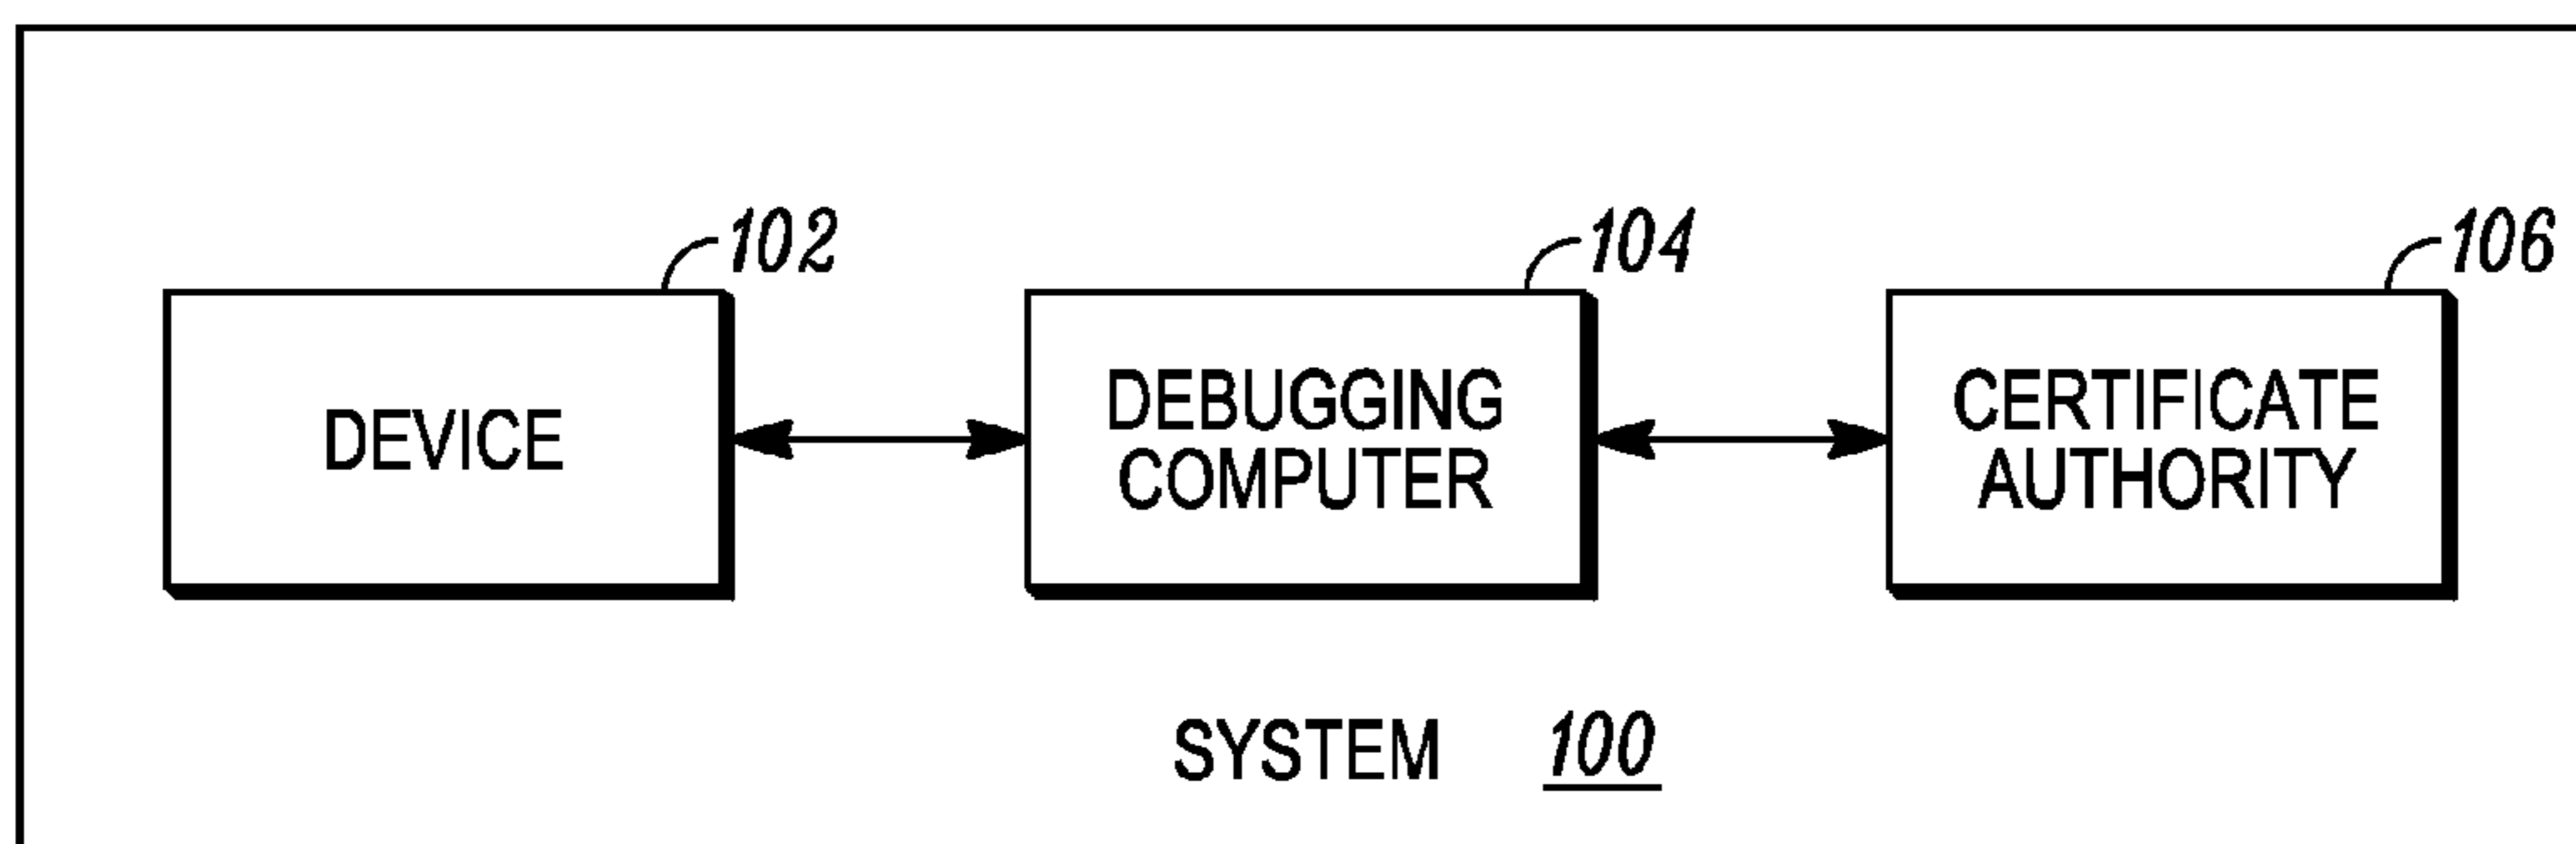 102
104
106
DEVICE
DEBUGGING
COMPUTER
CERTIFICATE
AUTHORITY
SYSTEM 100